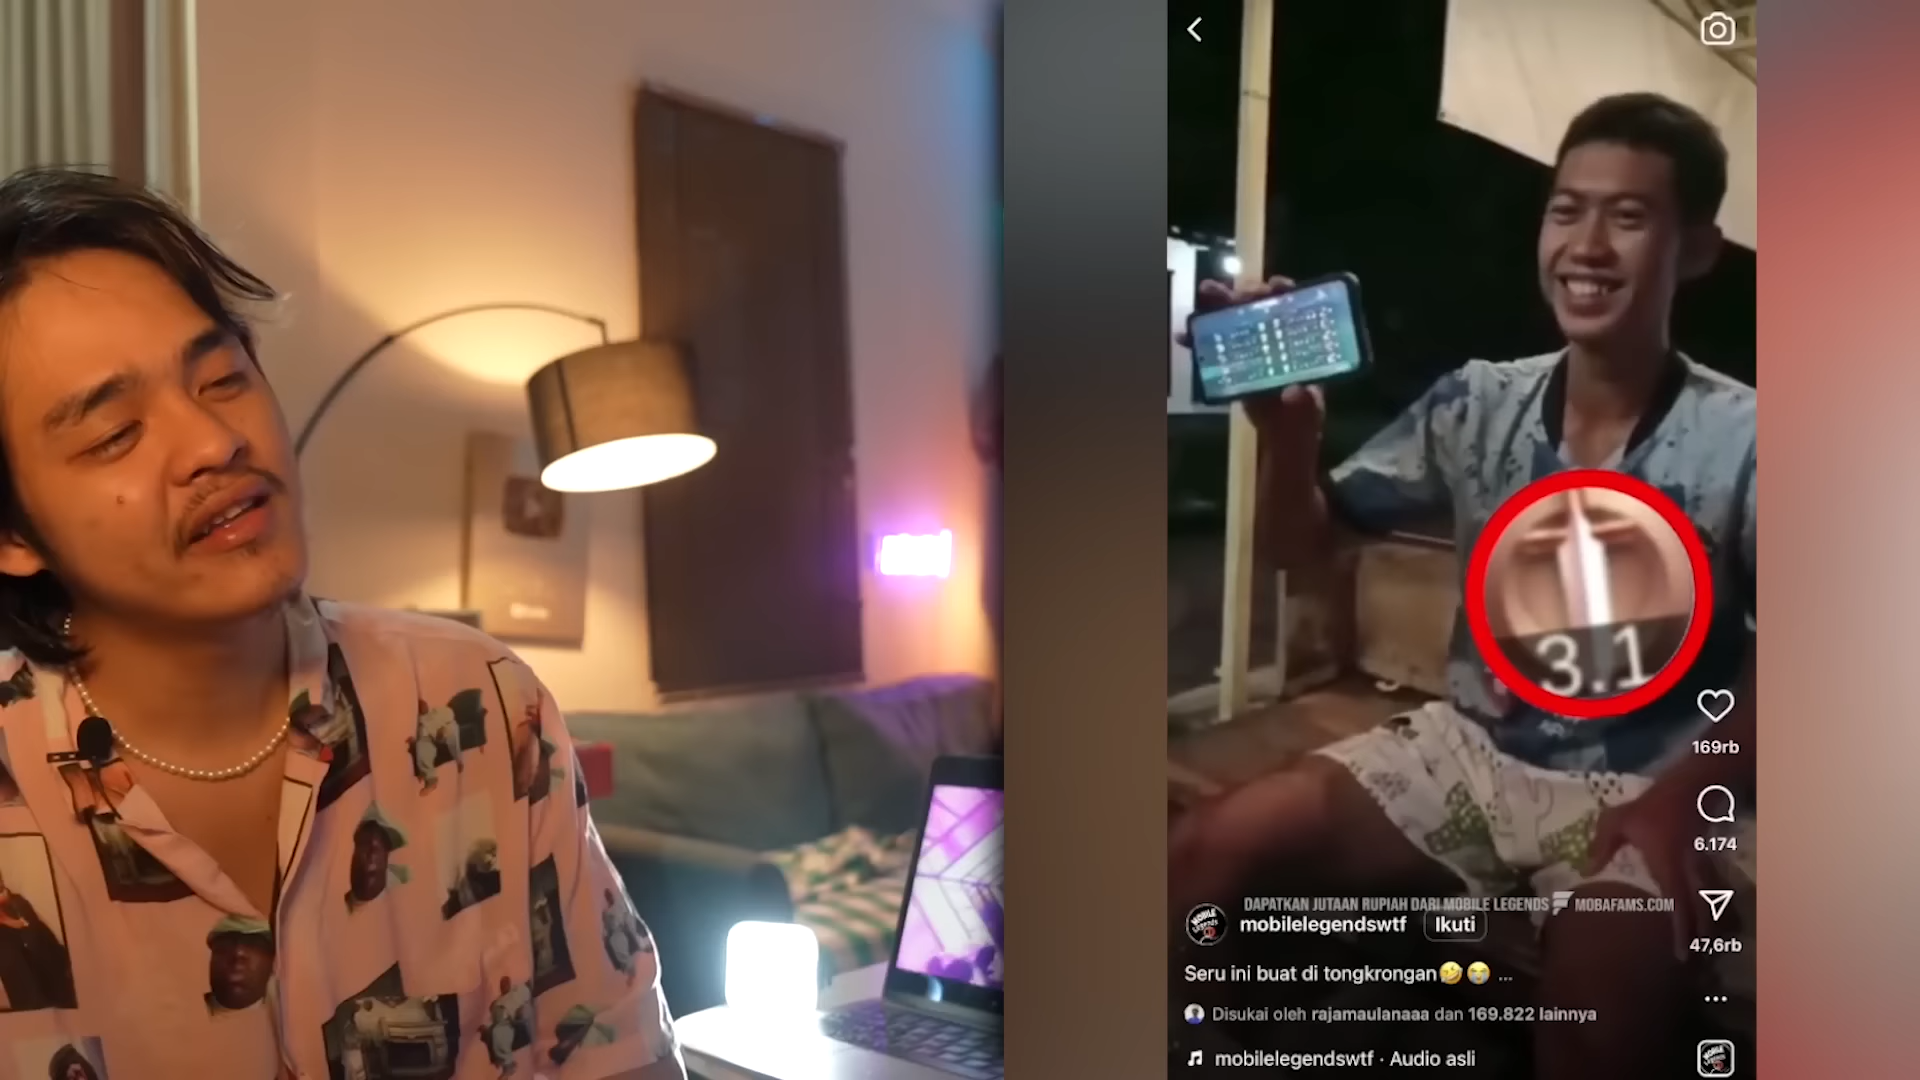 3.1
169rb
6.174
DAPATKAN JUTAAN RUPIAH DARI MOBILE LEGENDS MOBAFAMS.COM
mobilelegendswtf Ikuti
47,6rb
Seru ini buat di tongkrongan🤣😭 ...
Disukai oleh rajamaulanaaa dan 169.822 lainnya
mobilelegendswtf · Audio asli